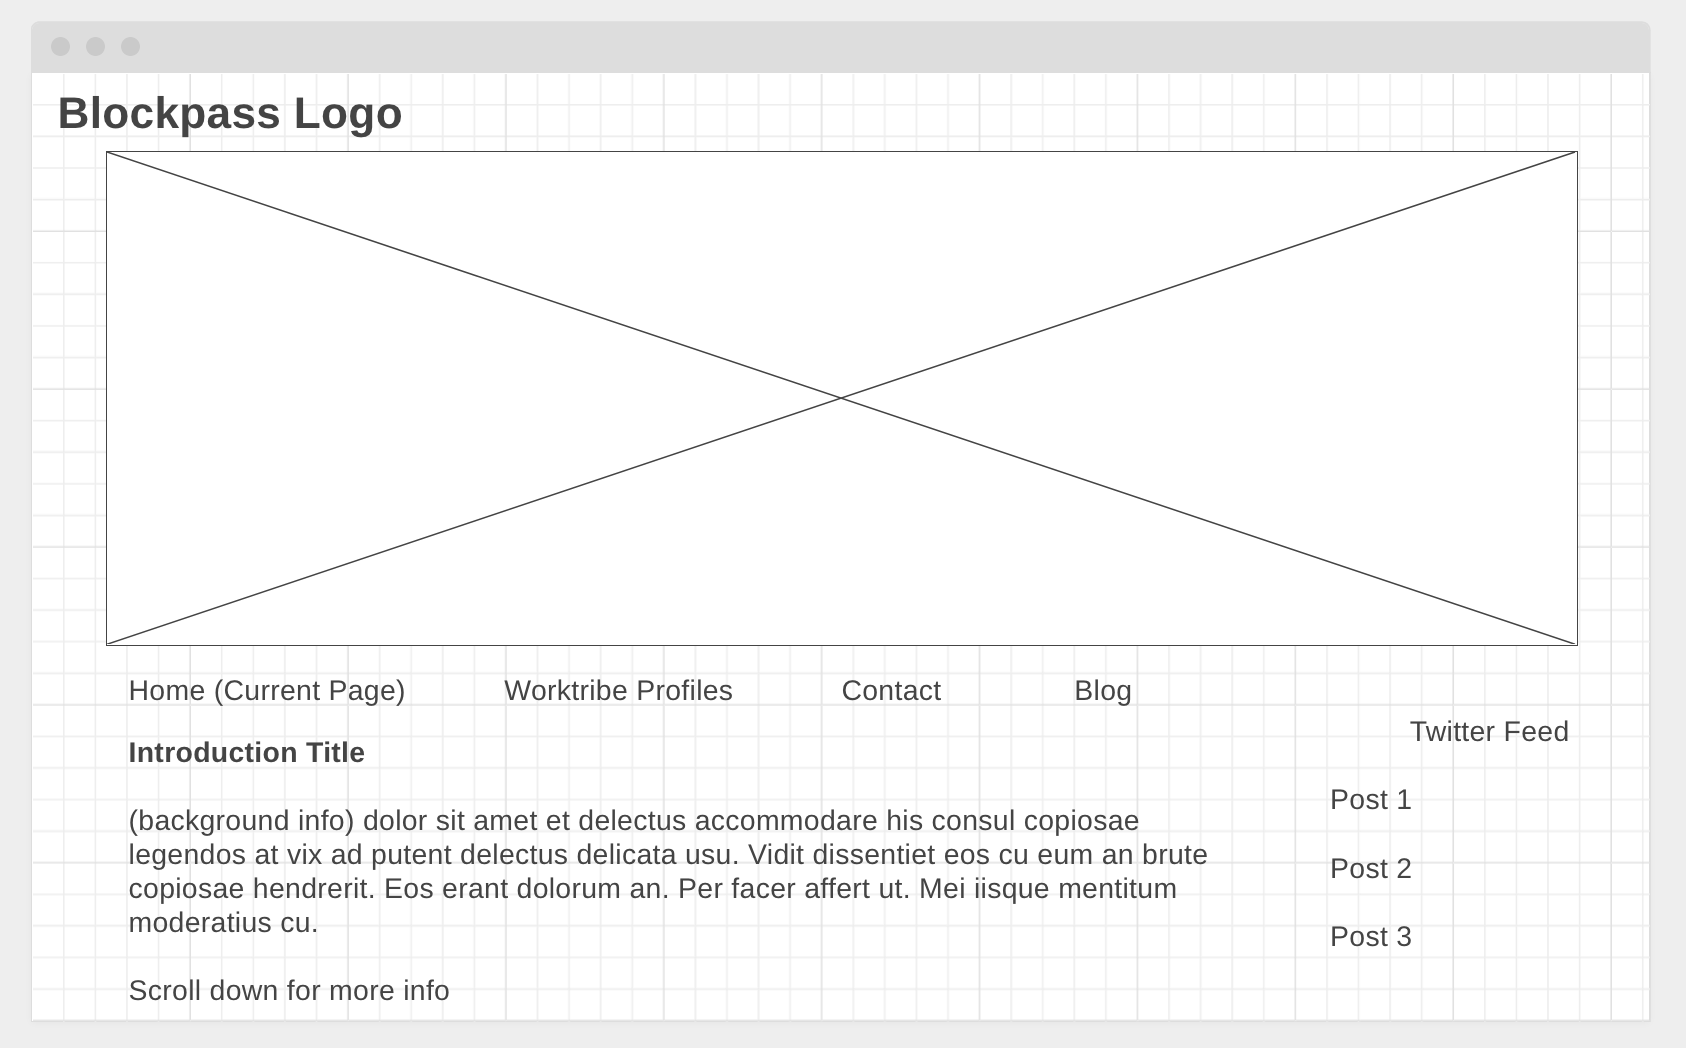 Blockpass Logo
Home (Current Page) Worktribe Profiles Contact Blog
Introduction Title
(background info) dolor sit amet et delectus accommodare his consul copiosae
legendos at vix ad putent delectus delicata usu. Vidit dissentiet eos cu eum an brute
copiosae hendrerit. Eos erant dolorum an. Per facer affert ut. Mei iisque mentitum
moderatius cu.
Scroll down for more info
Twitter Feed
Post 1
Post 2
Post 3